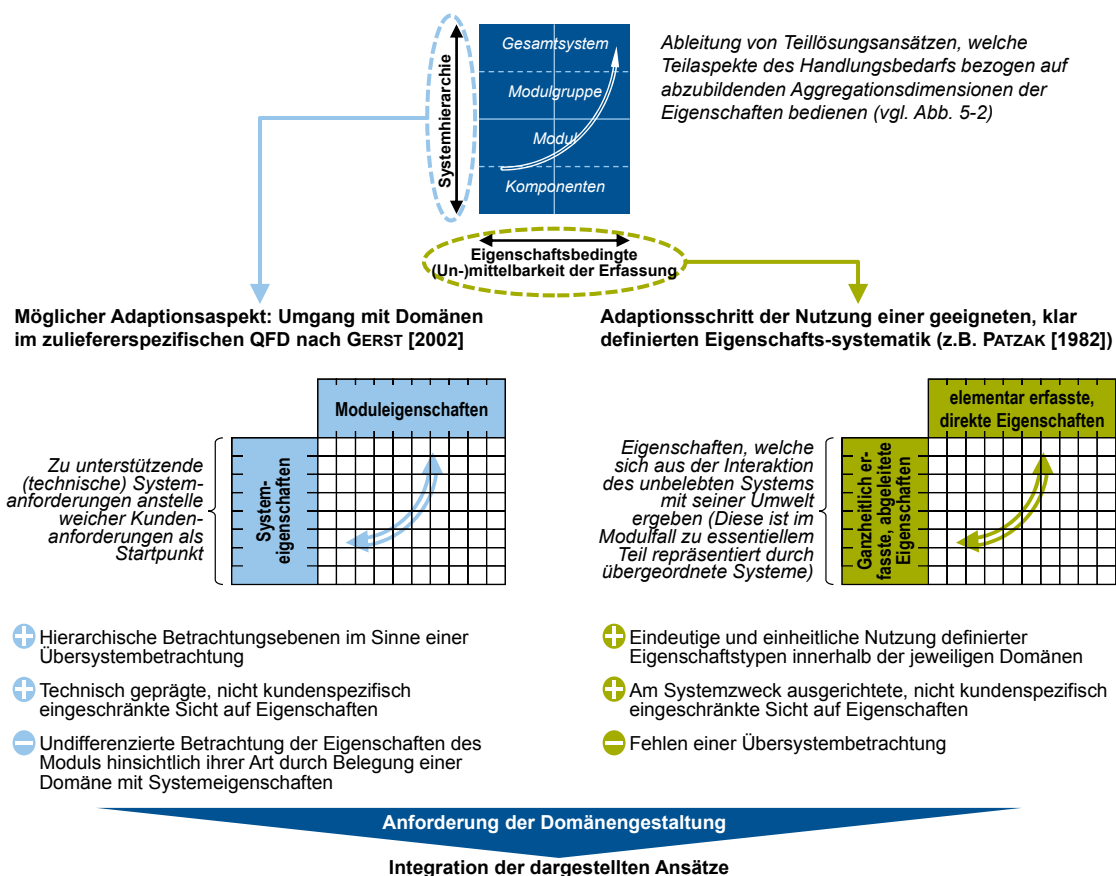 Gesamtsystem
Modulgruppe
Modul
Komponenten
Systemhierarchie
Ableitung von Teillösungsansätzen, welche
Teilaspekte des Handlungsbedarfs bezogen auf
abzubildenden Aggregationsdimensionen der
Eigenschaften bedienen (vgl. Abb. 5-2)
Eigenschaftsbedingte
(Un-)mittelbarkeit der Erfassung
Möglicher Adaptionsaspekt: Umgang mit Domänen
im zuliefererspezifischen QFD nach GERST [2002]
Moduleigenschaften
Zu unterstützende
(technische) System-
anforderungen anstelle
weicher Kunden-
anforderungen als
Startpunkt
System-
eigenschaften
Hierarchische Betrachtungsebenen im Sinne einer
Übersystembetrachtung
Technisch geprägte, nicht kundenspezifisch
eingeschränkte Sicht auf Eigenschaften
Undifferenzierte Betrachtung der Eigenschaften des
Moduls hinsichtlich ihrer Art durch Belegung einer
Domäne mit Systemeigenschaften
Adaptionsschritt der Nutzung einer geeigneten, klar
definierten Eigenschafts-systematik (z.B. PATZAK [1982])
elementar erfasste,
direkte Eigenschaften
Eigenschaften, welche
sich aus der Interaktion
des unbelebten Systems
mit seiner Umwelt
ergeben (Diese ist im
Modulfall zu essentiellem
Teil repräsentiert durch
übergeordnete Systeme)
Ganzheitlich er-
fasste, abgeleitete
Eigenschaften
Eindeutige und einheitliche Nutzung definierter
Eigenschaftstypen innerhalb der jeweiligen Domänen
Am Systemzweck ausgerichtete, nicht kundenspezifisch
eingeschränkte Sicht auf Eigenschaften
Fehlen einer Übersystembetrachtung
Anforderung der Domänengestaltung
Integration der dargestellten Ansätze